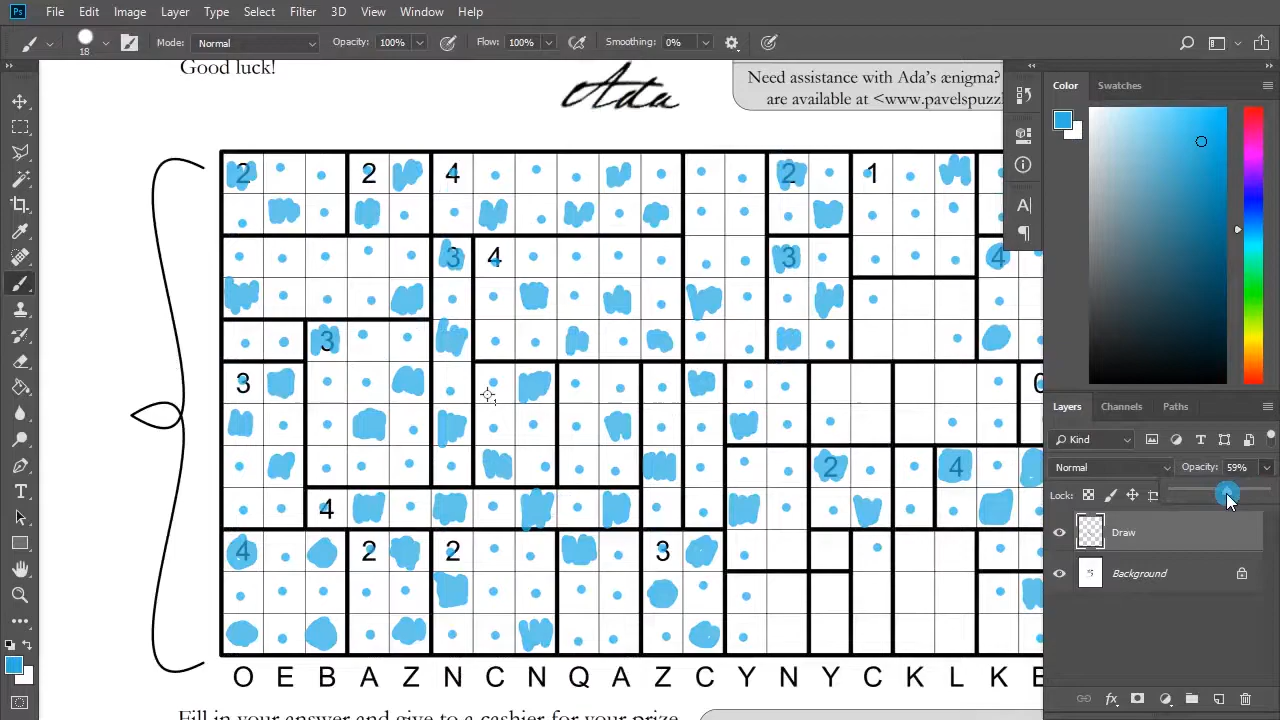 Ps File Edit Image Layer Type Select Filter 3D View Window Help
18 Mode: Normal Opacity: 100% Flow: 100% Smoothing: 0%
Good luck!
Ada
Need assistance with Ada's ænigma?
are available at <www.pavelspuzz
Color Swatches
2 2 4 2 1
3 4 3 4
3
3
2 4
4
4 2 2 3
O E B A Z N C N Q A Z C Y N Y C K L K
Fill in your answer and give to a cashier for your prize
Layers Channels Paths
Kind
Normal Opacity: 59%
Lock:
Draw
Background